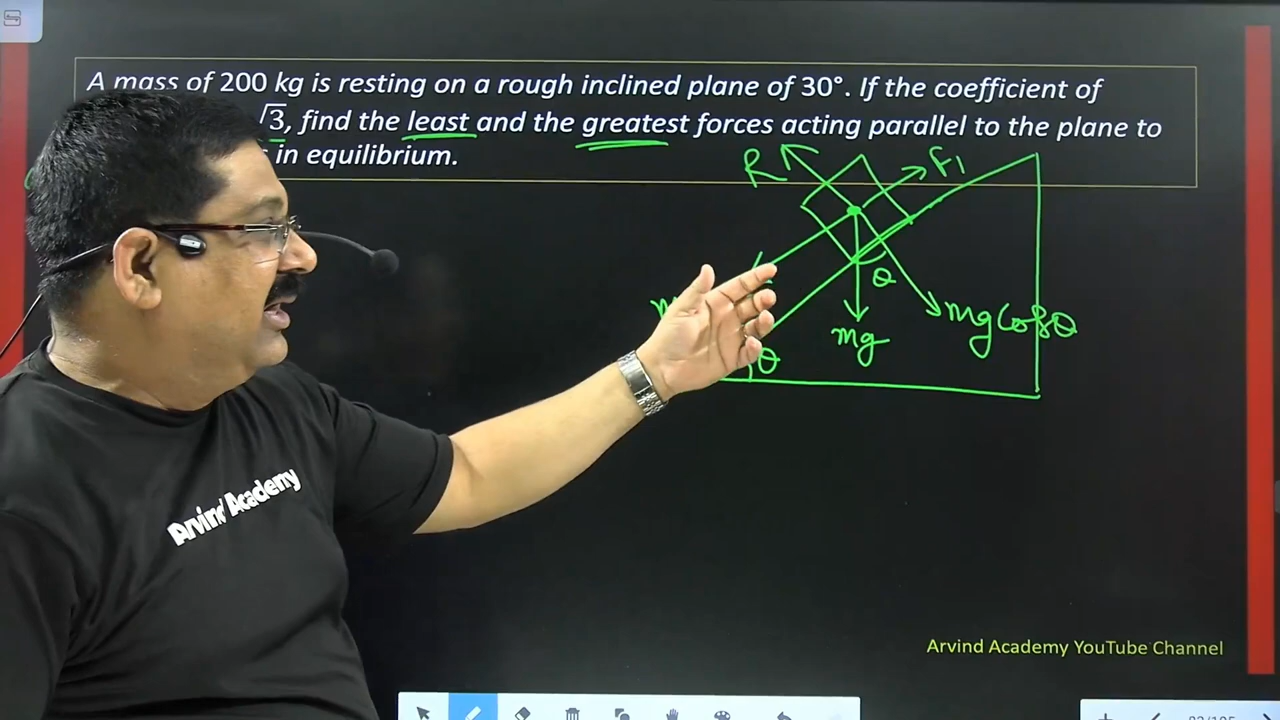 A mass of 200 kg is resting on a rough inclined plane of 30°. If the coefficient of
√3, find the least and the greatest forces acting parallel to the plane to
in equilibrium.
R
F1
θ
mg cosθ
mg
θ
Arvind Academy
Arvind Academy YouTube Channel